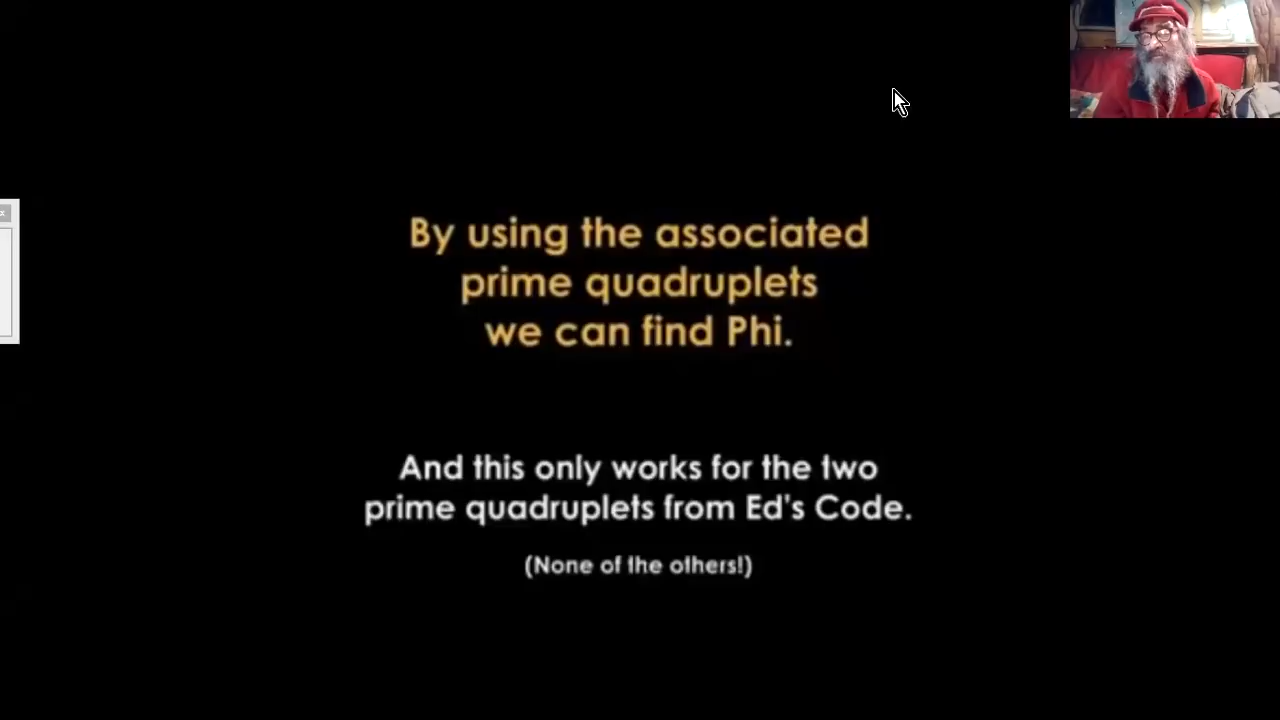 By using the associated
prime quadruplets
we can find Phi.
And this only works for the two
prime quadruplets from Ed's Code.
(None of the others!)